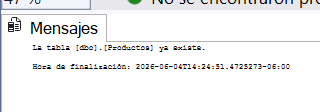 47 %
No se encontraron pro
Mensajes
La tabla [dbo].[Productos] ya existe.
Hora de finalización: 2026-06-04T14:24:51.4725273-06:00